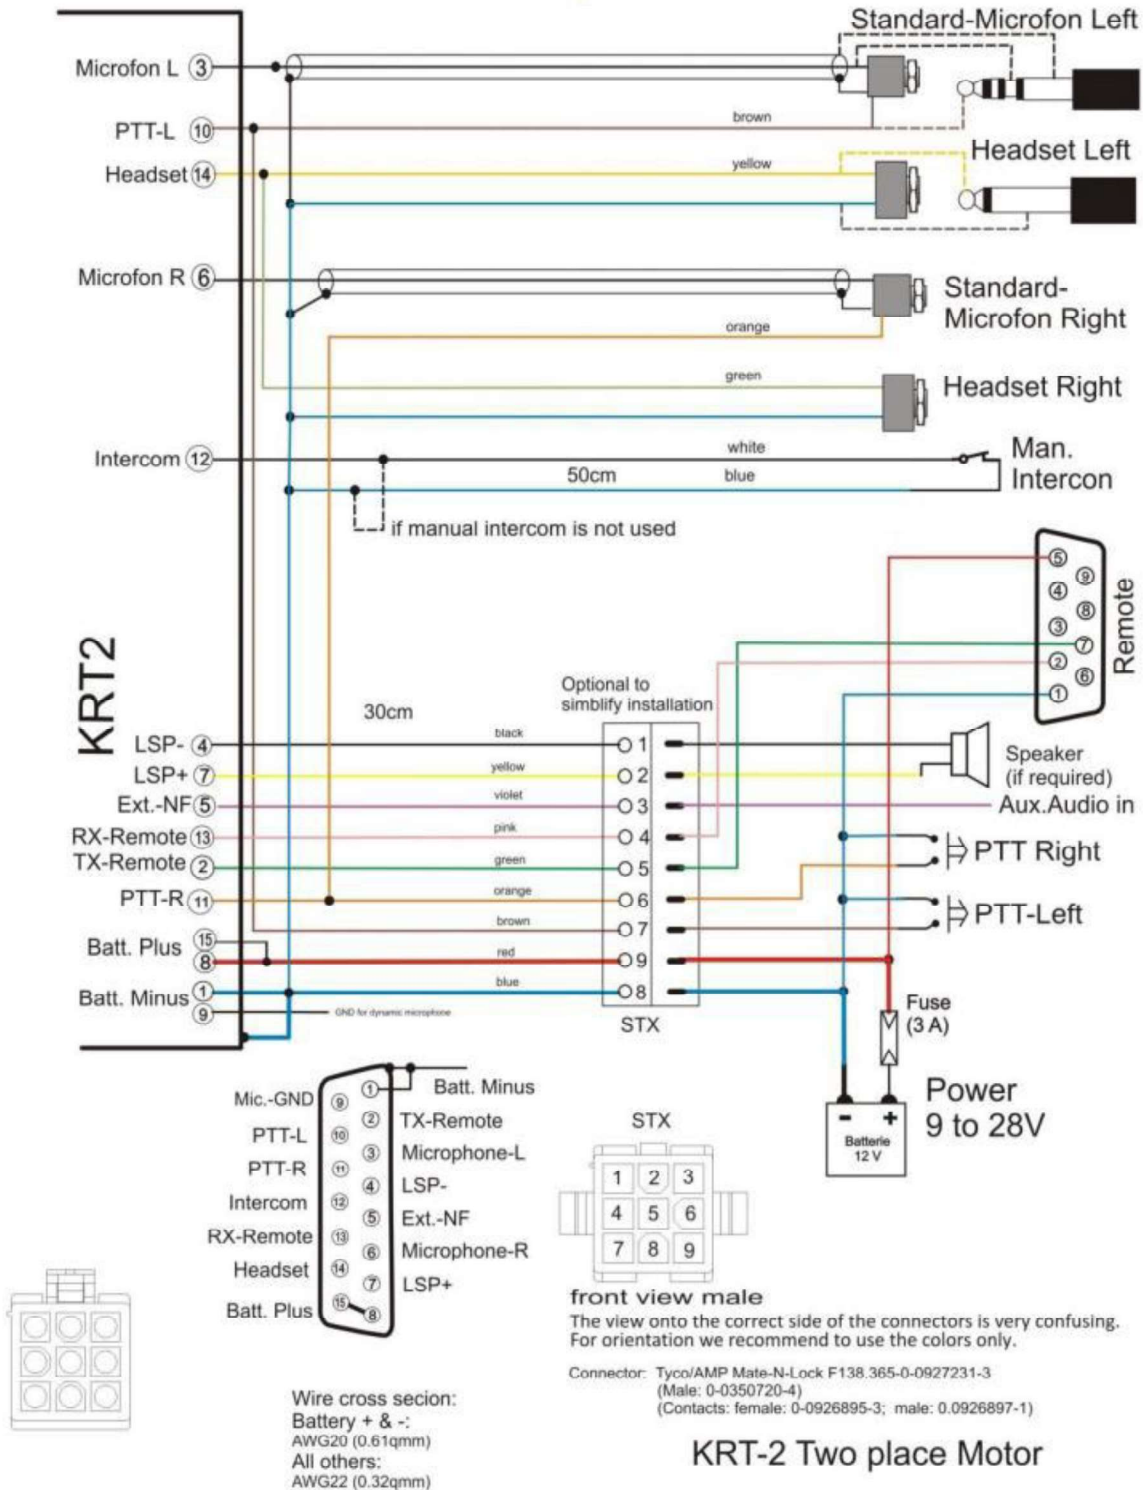 Standard-Microfon Left
Microfon L 3
PTT-L 10
brown
Headset 14
yellow
Headset Left
Microfon R 6
Standard-
Microfon Right
orange
green
Headset Right
Intercom 12
white
50cm
blue
Man.
Intercon
if manual intercom is not used
KRT2
Remote
5
9
4
8
3
7
2
6
1
Optional to
simblify installation
30cm
LSP- 4
black
1
Speaker
(if required)
LSP+ 7
yellow
2
Ext.-NF 5
violet
3
Aux.Audio in
RX-Remote 13
pink
4
TX-Remote 2
green
5
PTT Right
PTT-R 11
orange
6
brown
7
PTT-Left
Batt. Plus
15
8
red
9
Batt. Minus
1
9
blue
8
GND for dynamic microphone
STX
Fuse
(3 A)
Power
9 to 28V
- +
Batterie
12 V
1 Batt. Minus
Mic.-GND 9
2 TX-Remote
PTT-L 10
3 Microphone-L
PTT-R 11
4 LSP-
Intercom 12
5 Ext.-NF
RX-Remote 13
6 Microphone-R
Headset 14
7 LSP+
Batt. Plus 15
8
STX
1 2 3
4 5 6
7 8 9
front view male
The view onto the correct side of the connectors is very confusing.
For orientation we recommend to use the colors only.
Connector: Tyco/AMP Mate-N-Lock F138.365-0-0927231-3
(Male: 0-0350720-4)
(Contacts: female: 0-0926895-3; male: 0.0926897-1)
Wire cross secion:
Battery + & -:
AWG20 (0.61qmm)
All others:
AWG22 (0.32qmm)
KRT-2 Two place Motor